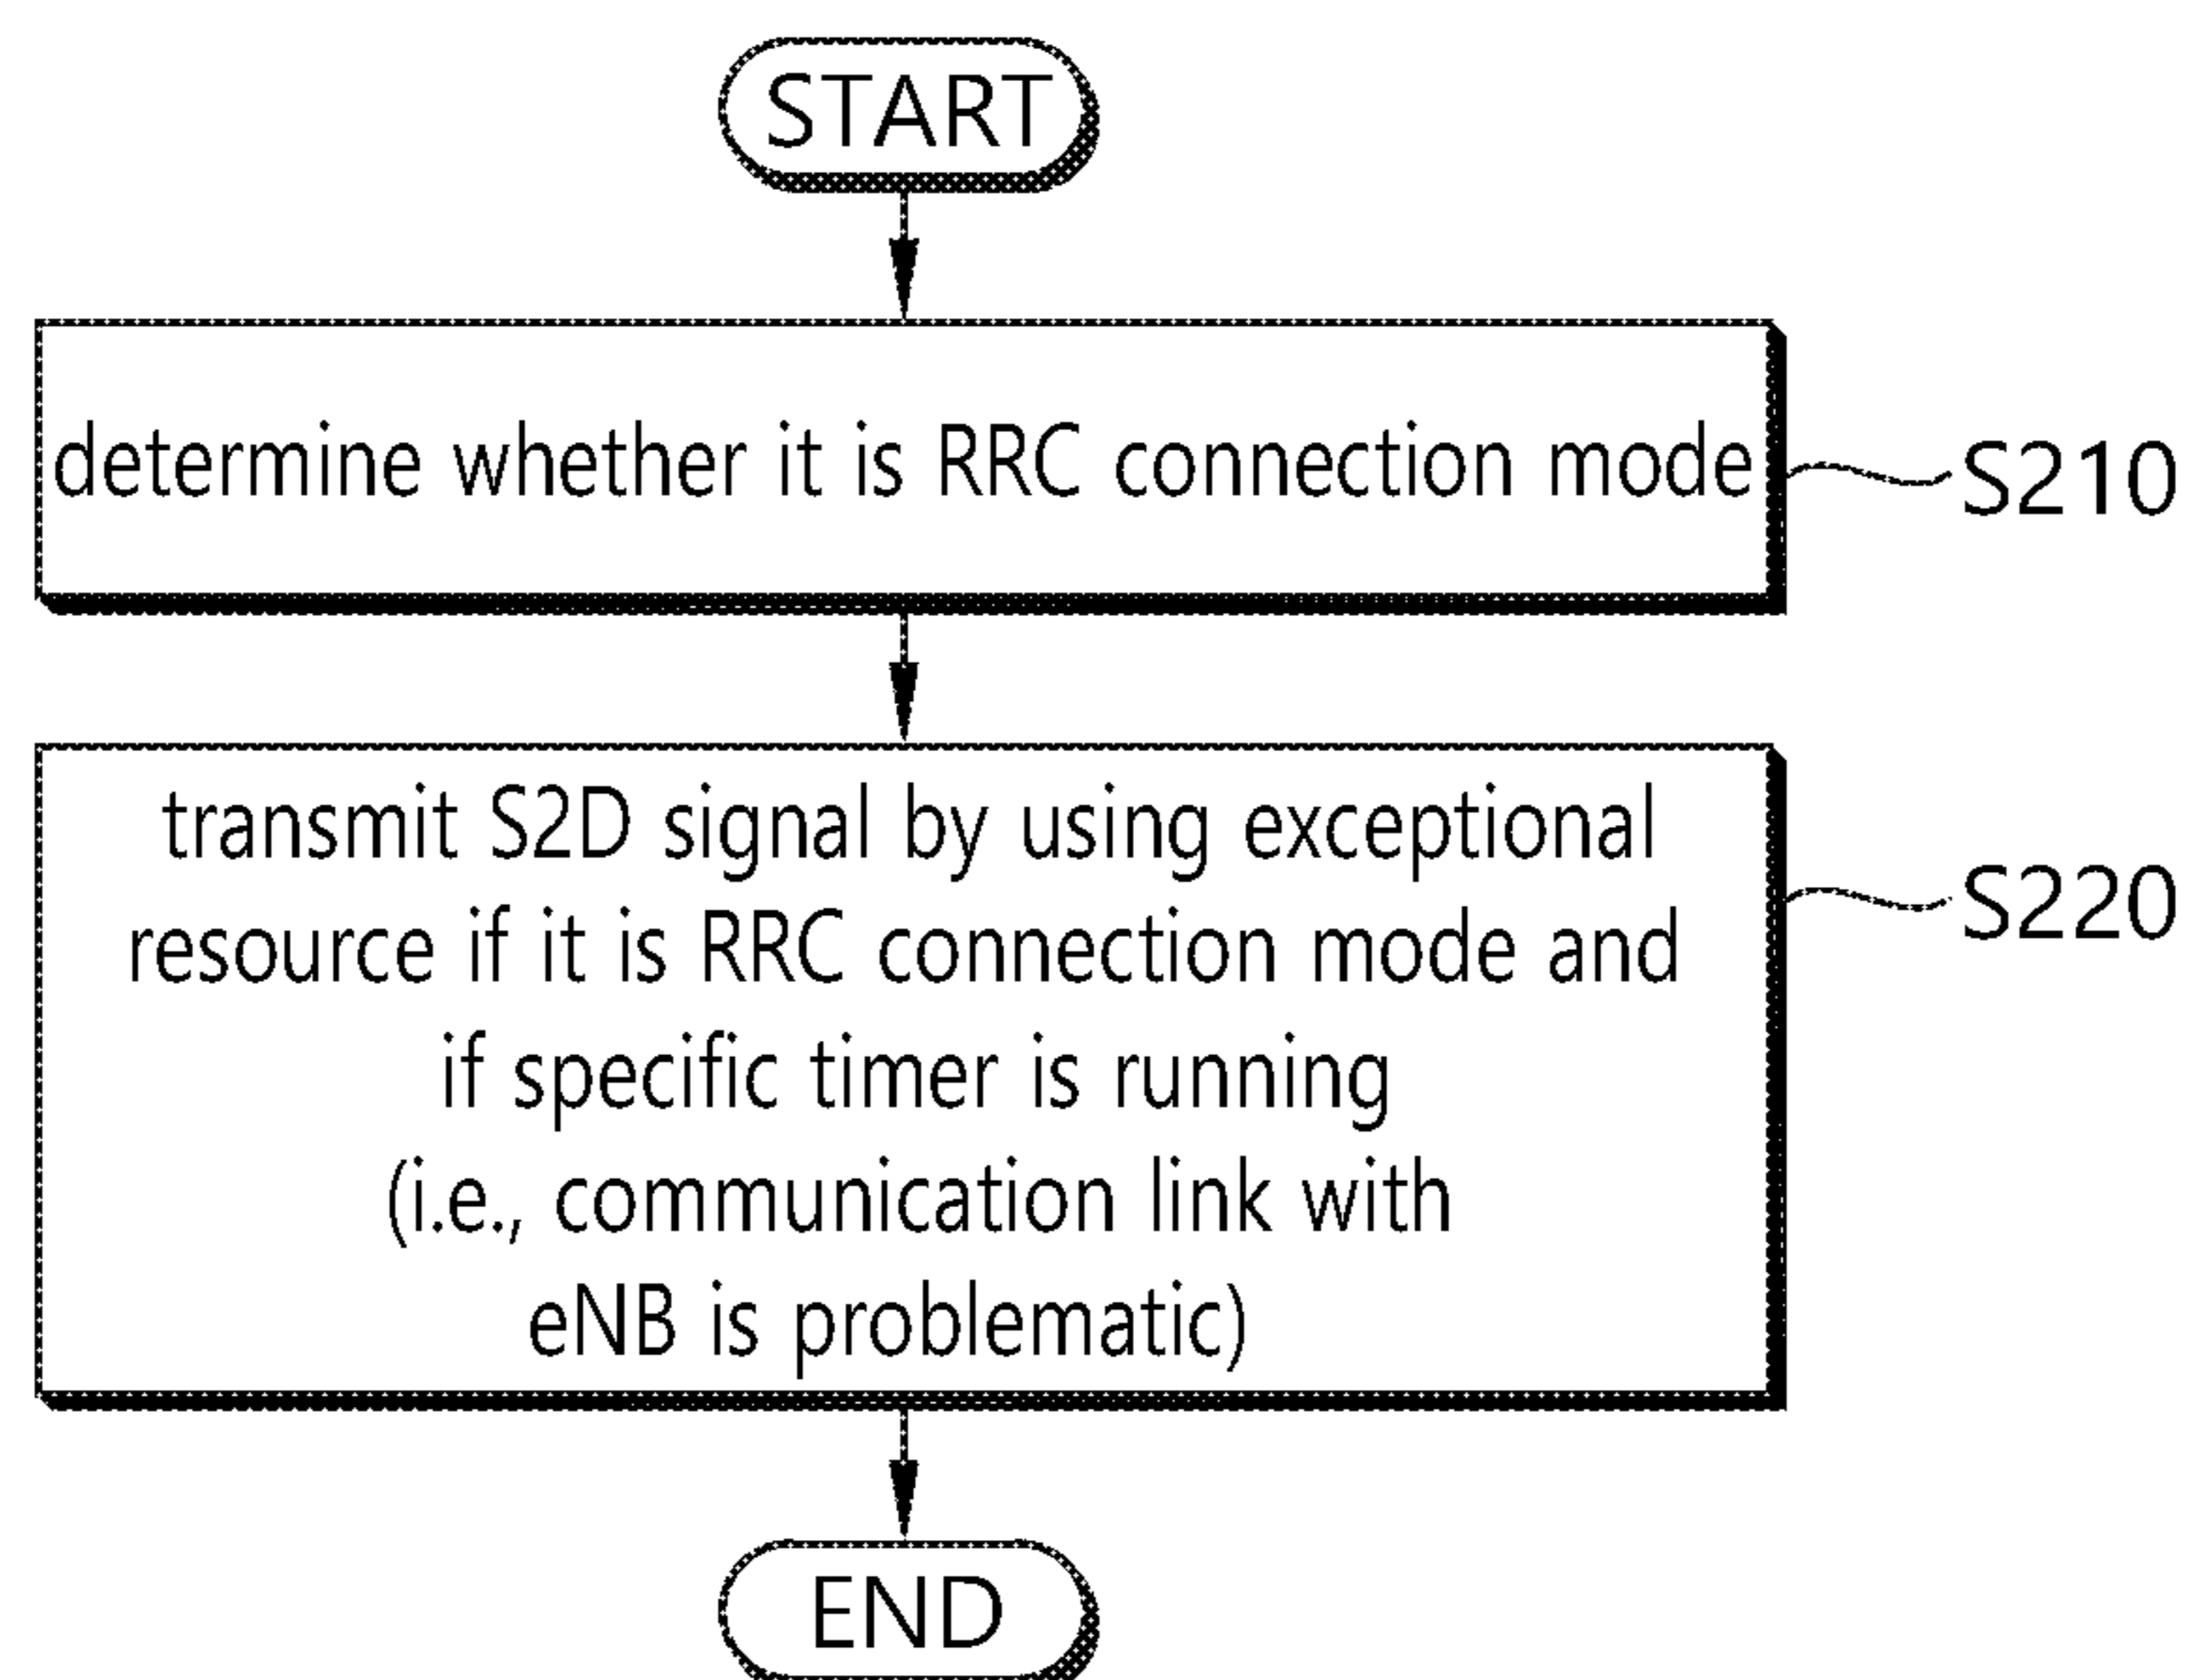 START
determine whether it is RRC connection mode
S210
transmit S2D signal by using exceptional
resource if it is RRC connection mode and
if specific timer is running
(i.e., communication link with
eNB is problematic)
S220
END